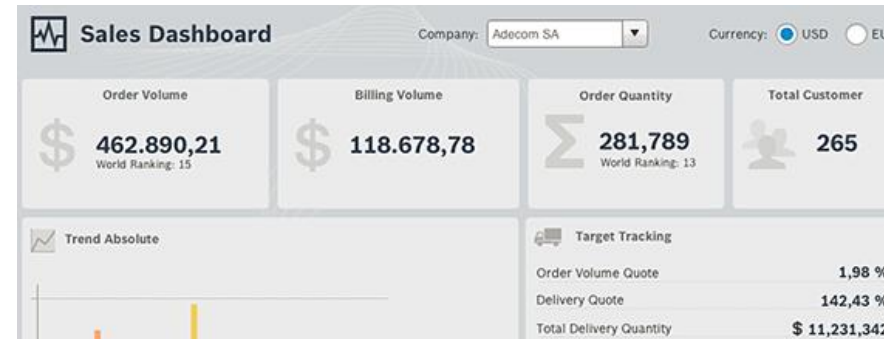 Sales Dashboard
Company: Adecom SA
Currency: USD
Order Volume
462.890,21
World Ranking: 15
Billing Volume
118.678,78
Order Quantity
281,789
World Ranking: 13
Total Customer
265
Trend Absolute
Target Tracking
Order Volume Quote 1,98 %
Delivery Quote 142,43 %
Total Delivery Quantity $ 11,231,342